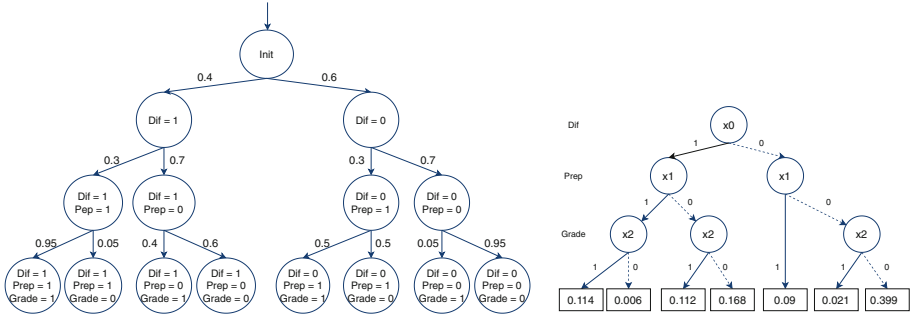 Init
0.4
0.6
Dif = 1
Dif = 0
0.3
0.7
0.3
0.7
Dif = 1
Pep = 1
Dif = 1
Prep = 0
Dif = 0
Prep = 1
Dif = 0
Prep = 0
0.95
0.05
0.4
0.6
0.5
0.5
0.05
0.95
Dif = 1
Prep = 1
Grade = 1
Dif = 1
Prep = 1
Grade = 0
Dif = 1
Prep = 0
Grade = 1
Dif = 1
Prep = 0
Grade = 0
Dif = 0
Prep = 1
Grade = 1
Dif = 0
Prep = 1
Grade = 0
Dif = 0
Prep = 0
Grade = 1
Dif = 0
Prep = 0
Grade = 0
Dif
x0
1
0
Prep
x1
x1
1
0
0
Grade
x2
x2
x2
1
0
1
0
1
1
0
0.114
0.006
0.112
0.168
0.09
0.021
0.399